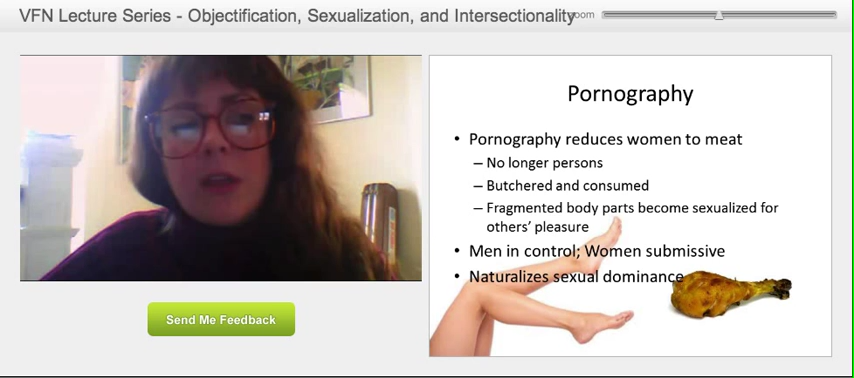 VFN Lecture Series - Objectification, Sexualization, and Intersectionality
oom
Pornography
• Pornography reduces women to meat
– No longer persons
– Butchered and consumed
– Fragmented body parts become sexualized for
others' pleasure
• Men in control; Women submissive
• Naturalizes sexual dominance
Send Me Feedback